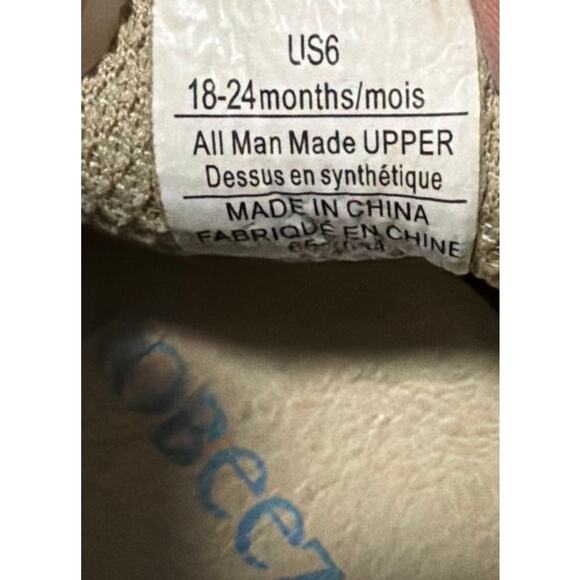 US6
18-24months/mois
All Man Made UPPER
Dessus en synthétique
MADE IN CHINA
FABRIQUÉ EN CHINE